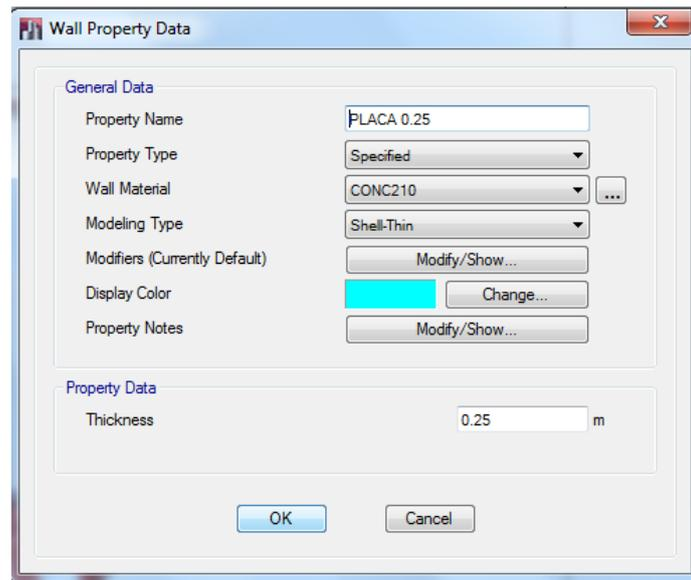 Wall Property Data
General Data
Property Name PLACA 0.25
Property Type Specified
Wall Material CONC210 ...
Modeling Type Shell-Thin
Modifiers (Currently Default) Modify/Show...
Display Color Change...
Property Notes Modify/Show...
Property Data
Thickness 0.25 m
OK Cancel